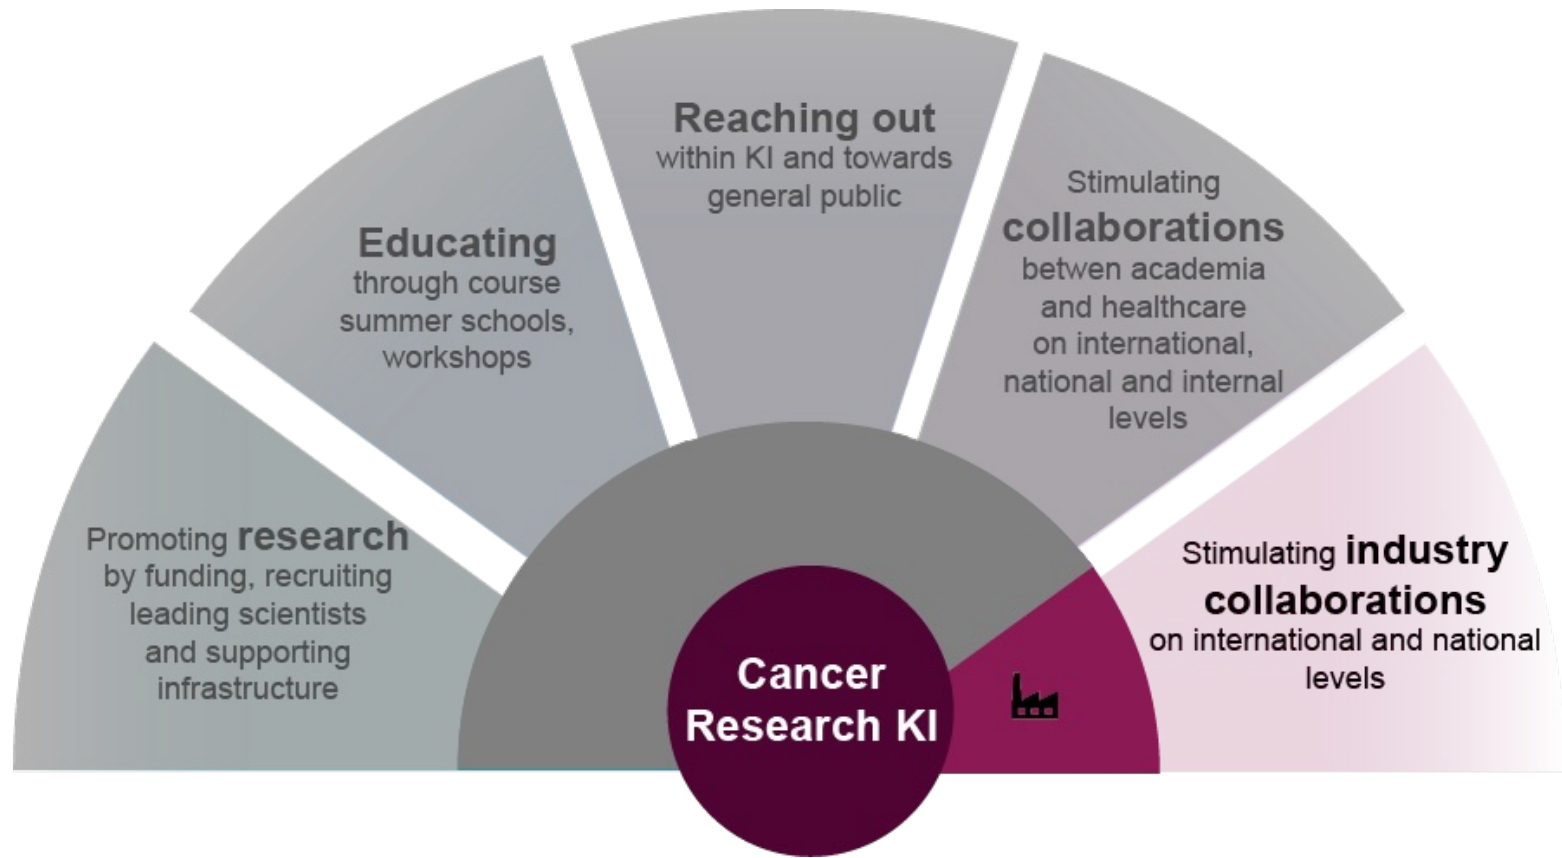 Promoting research
by funding, recruiting
leading scientists
and supporting
infrastructure
Educating
through course
summer schools,
workshops
Reaching out
within KI and towards
general public
Stimulating
collaborations
betwen academia
and healthcare
on international,
national and internal
levels
Stimulating industry
collaborations
on international and national
levels
Cancer
Research KI